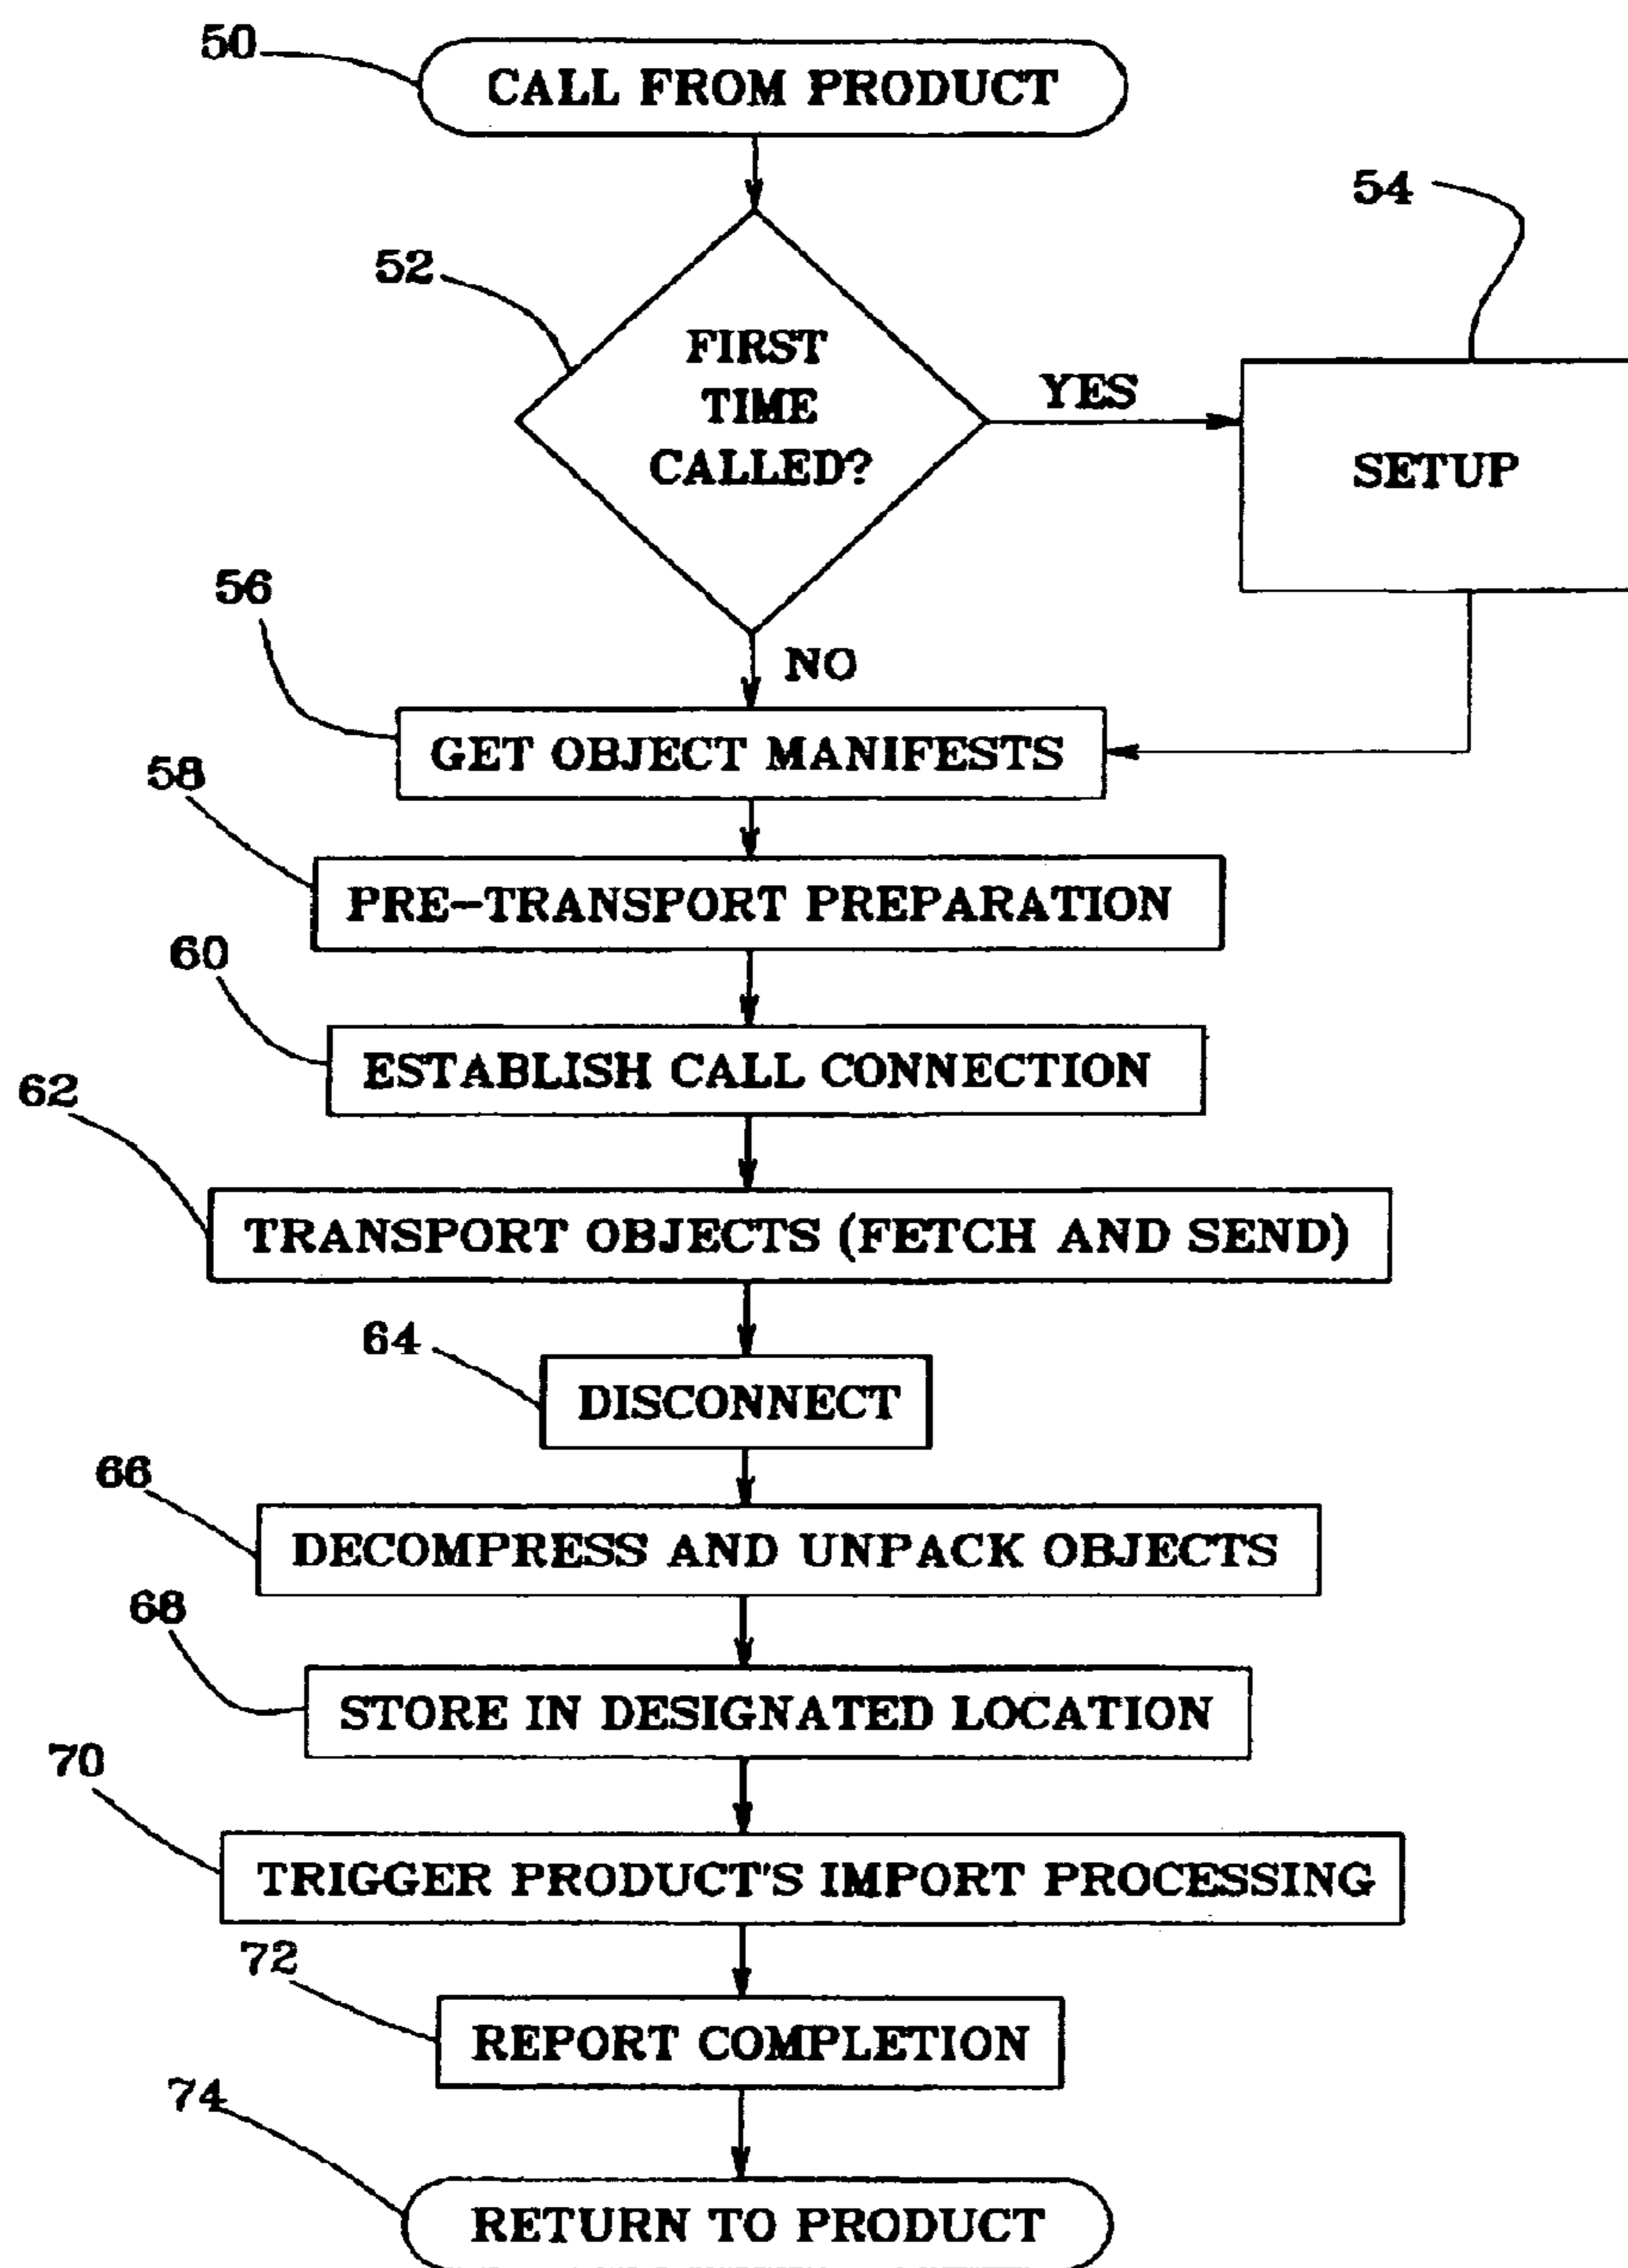 50
CALL FROM PRODUCT
54
52
FIRST
TIME
CALLED?
YES
SETUP
56
NO
GET OBJECT MANIFESTS
58
PRE-TRANSPORT PREPARATION
60
ESTABLISH CALL CONNECTION
62
TRANSPORT OBJECTS (FETCH AND SEND)
64
DISCONNECT
66
DECOMPRESS AND UNPACK OBJECTS
68
STORE IN DESIGNATED LOCATION
70
TRIGGER PRODUCT'S IMPORT PROCESSING
72
REPORT COMPLETION
74
RETURN TO PRODUCT